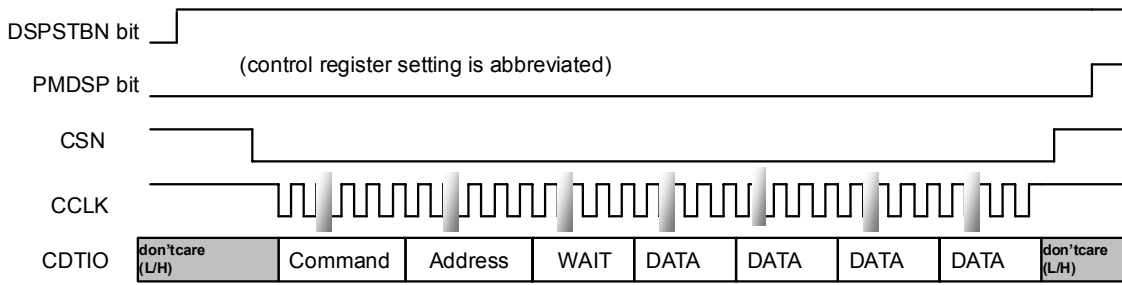 DSPSTBN bit
(control register setting is abbreviated)
PMDSP bit
CSN
CCLK
CDTIO don'tcare Command Address WAIT DATA DATA DATA DATA don'tcare
(L/H) (L/H)